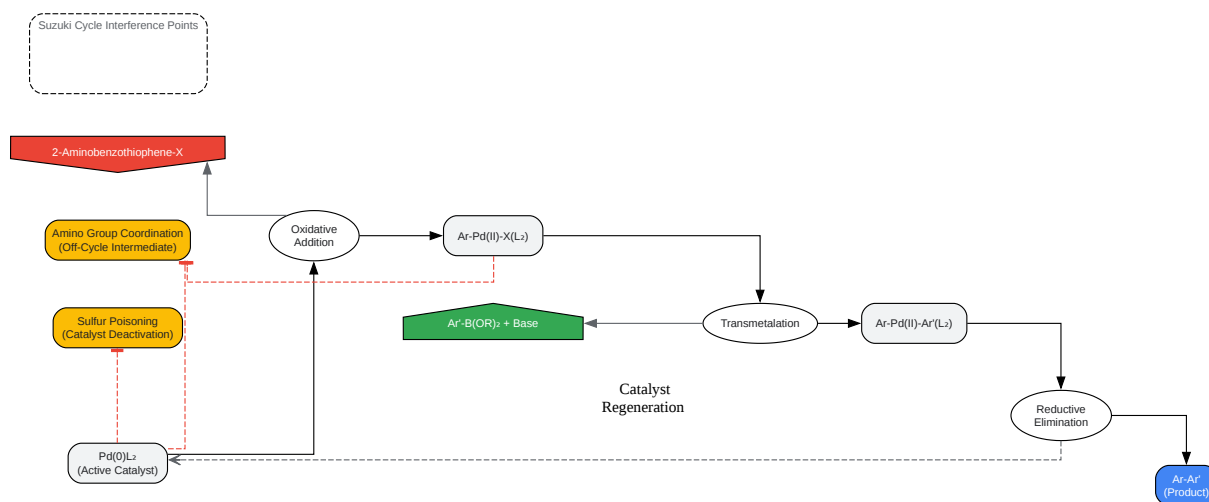 Suzuki Cycle Interference Points
2-Aminobenzothiophene-X
Amino Group Coordination
(Off-Cycle Intermediate)
Oxidative
Addition
Ar-Pd(II)-X(L₂)
Sulfur Poisoning
(Catalyst Deactivation)
Ar'-B(OR)₂ + Base
Transmetalation
Ar-Pd(II)-Ar'(L₂)
Catalyst
Regeneration
Reductive
Elimination
Pd(0)L₂
(Active Catalyst)
Ar-Ar'
(Product)